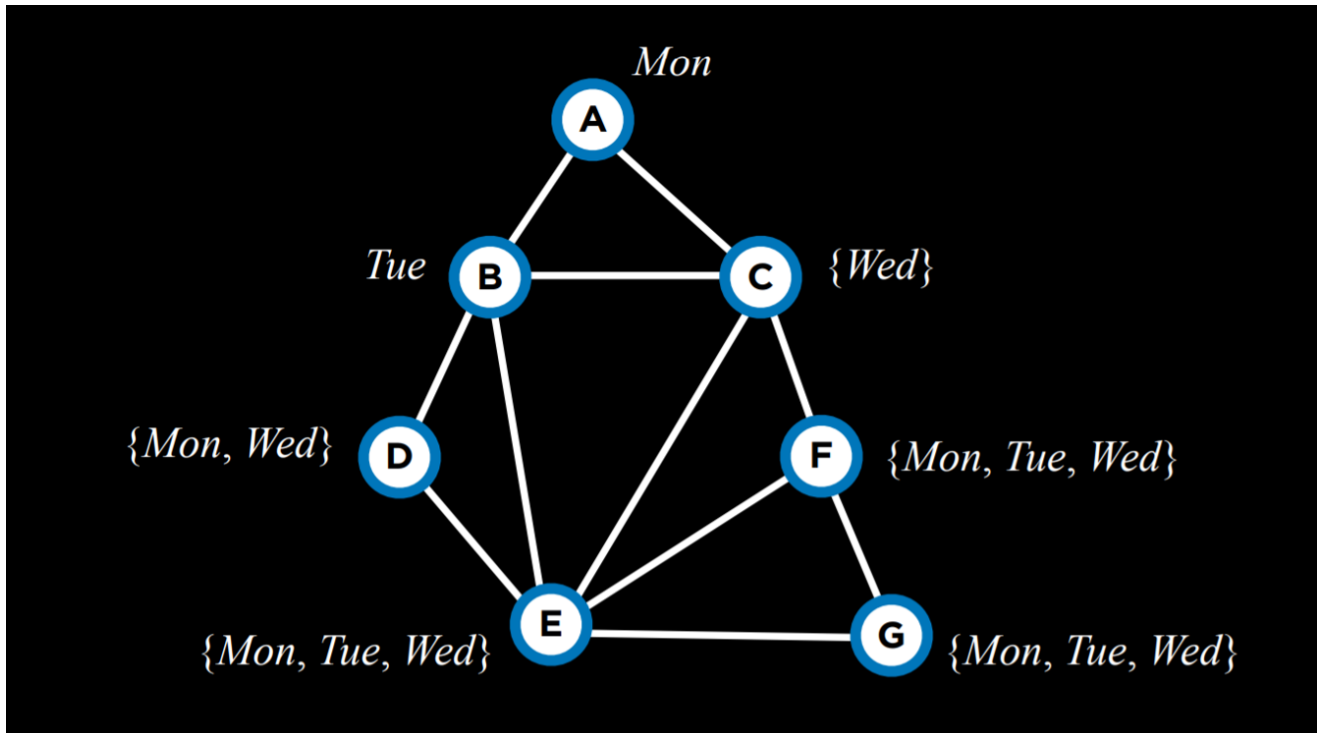 Mon
A
Tue
B
C
{Wed}
{Mon, Wed}
D
F
{Mon, Tue, Wed}
{Mon, Tue, Wed}
E
G
{Mon, Tue, Wed}